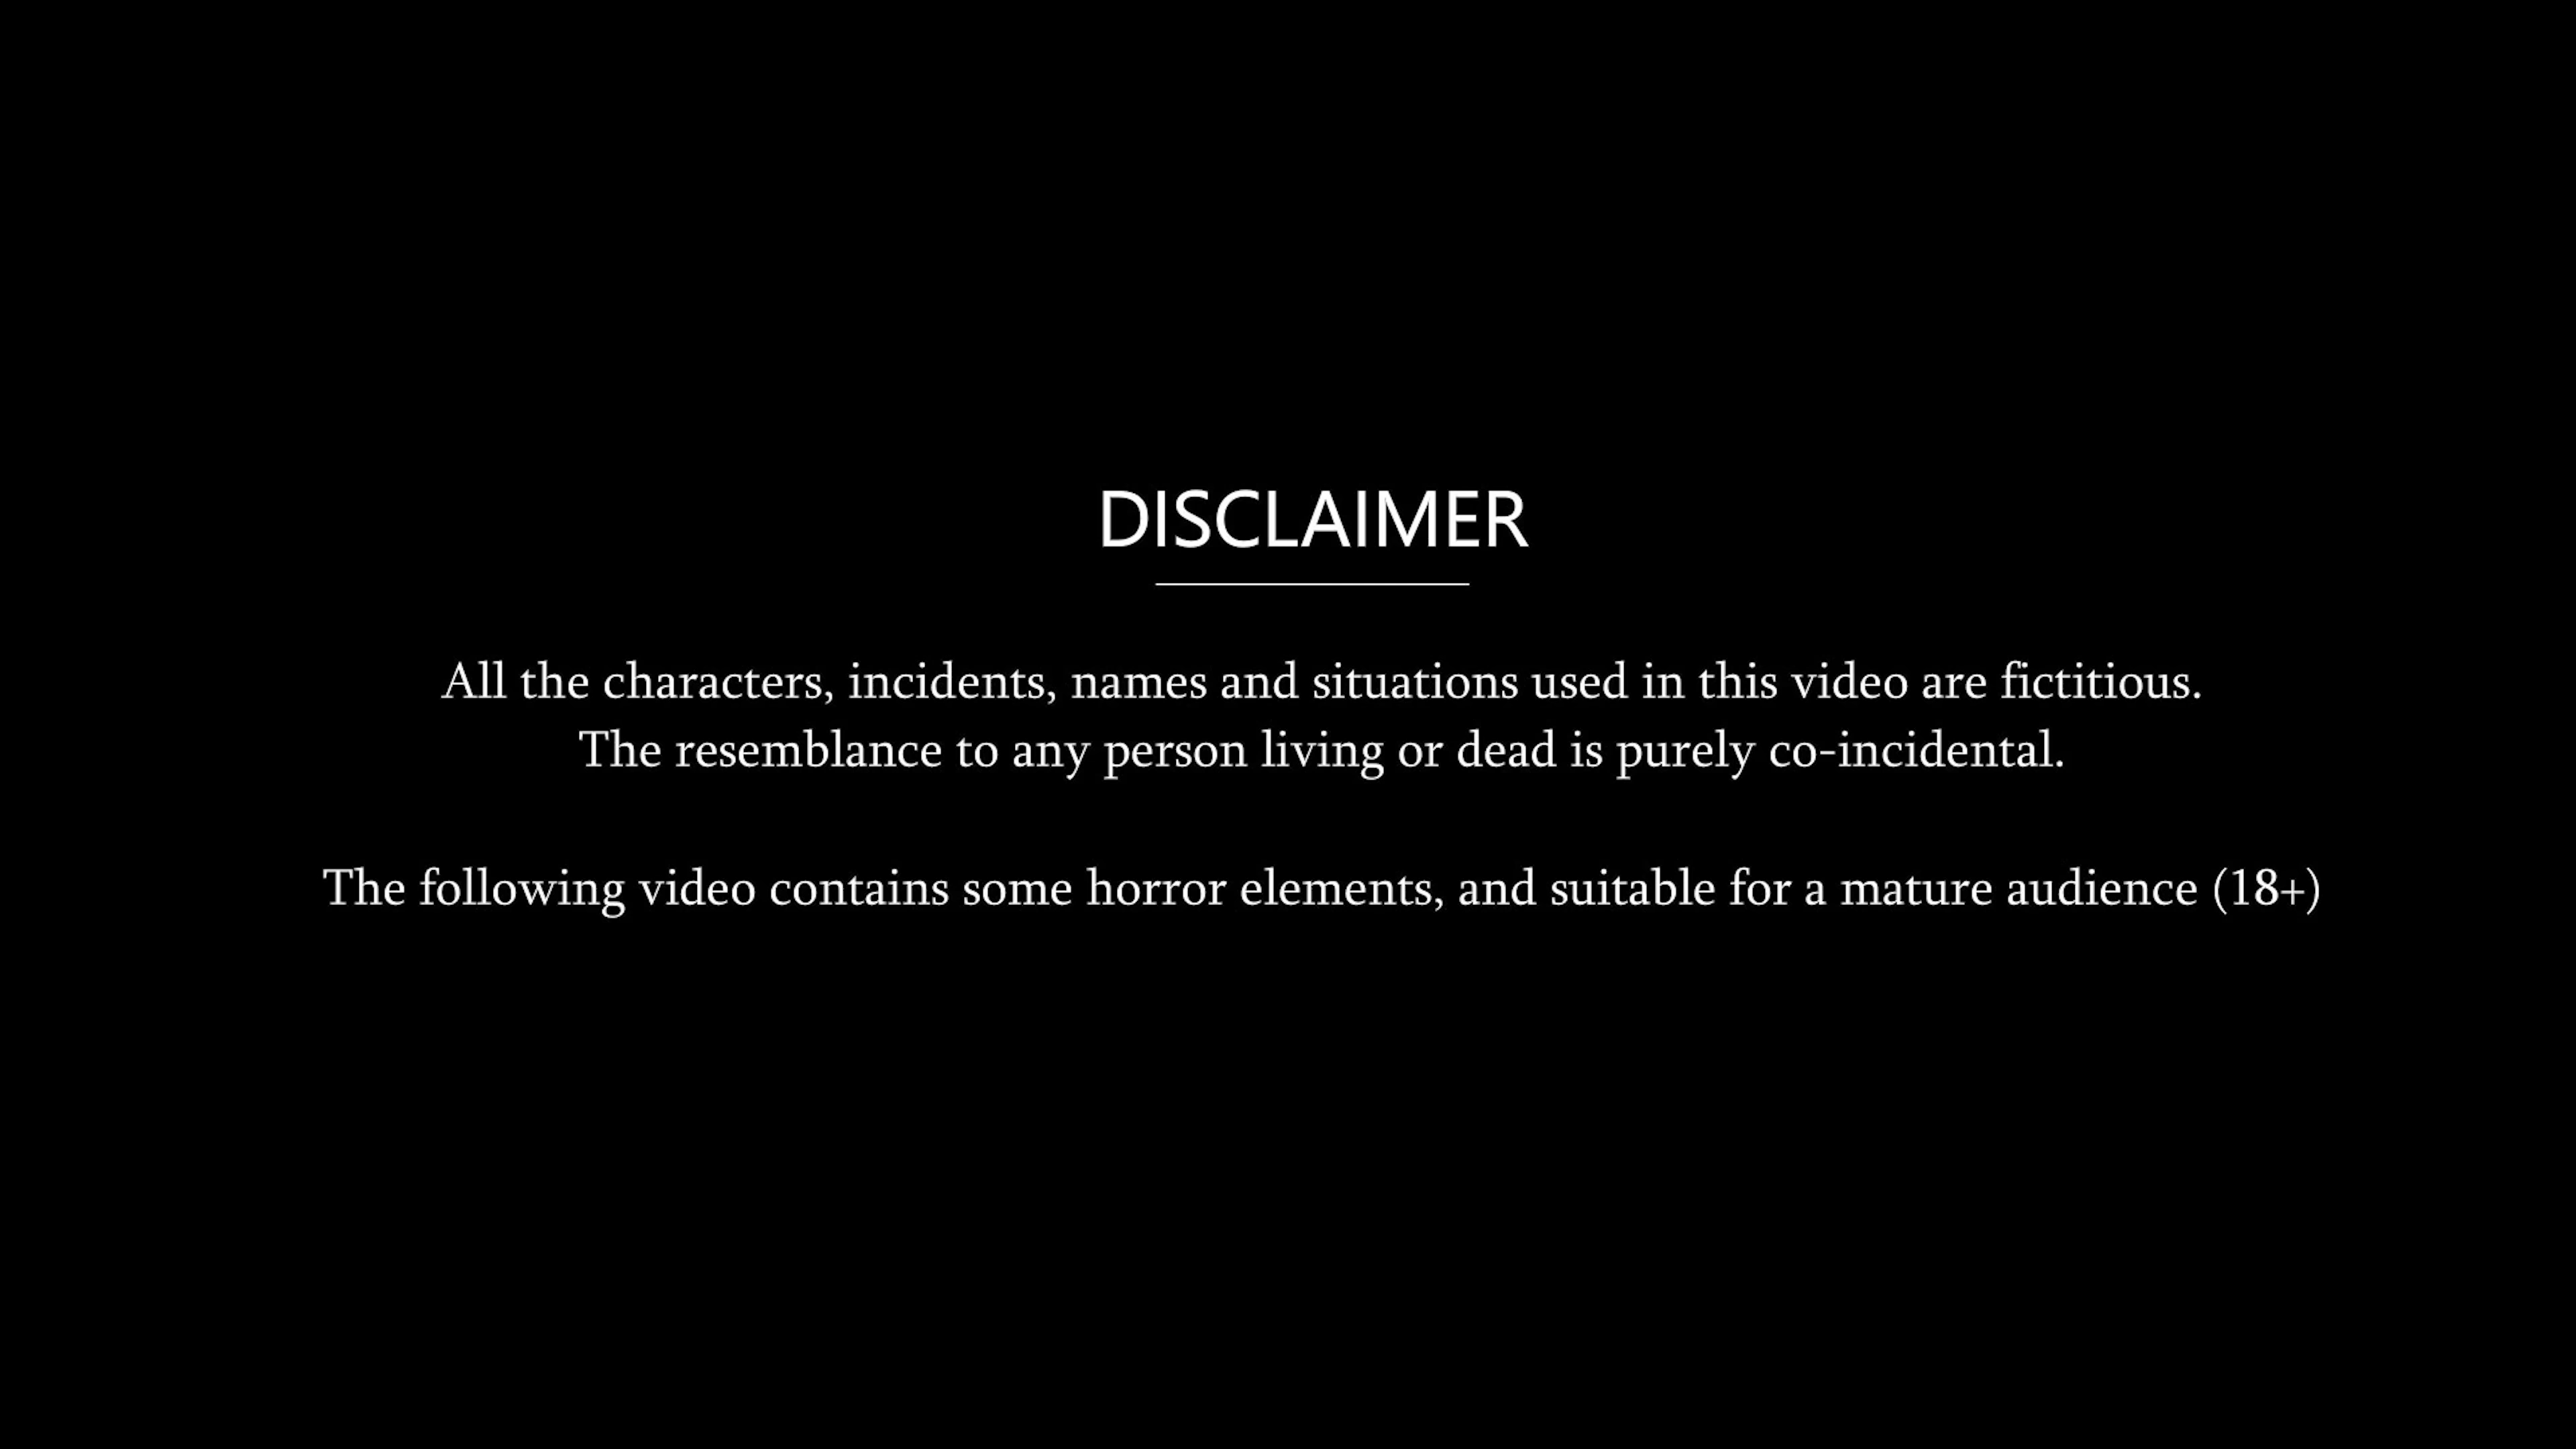 DISCLAIMER
All the characters, incidents, names and situations used in this video are fictitious.
The resemblance to any person living or dead is purely co-incidental.
The following video contains some horror elements, and suitable for a mature audience (18+)